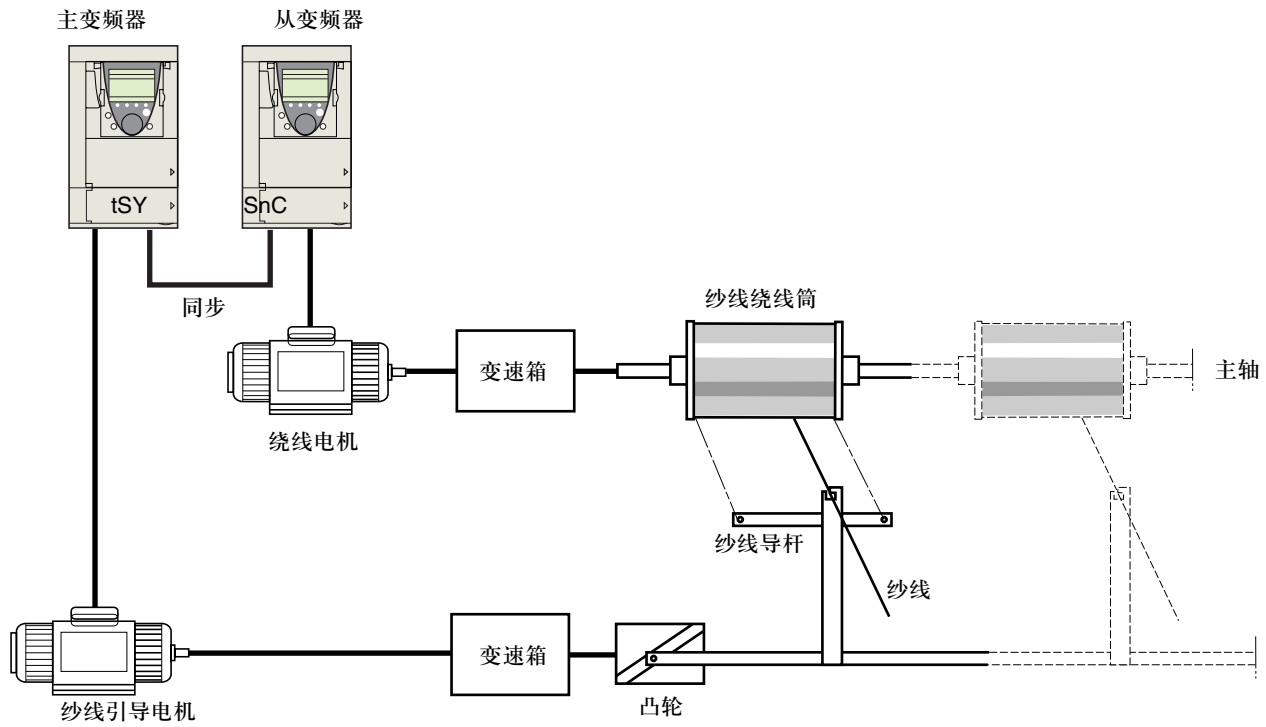 主变频器
从变频器
tSY
SnC
同步
纱线绕线筒
变速箱
主轴
绕线电机
纱线导杆
纱线
变速箱
凸轮
纱线引导电机